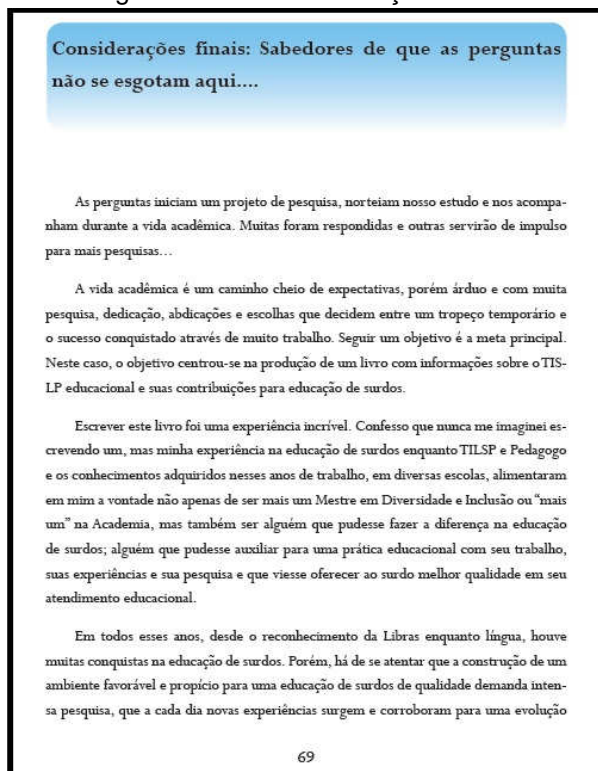 Considerações finais: Sabedores de que as perguntas
não se esgotam aqui....
As perguntas iniciam um projeto de pesquisa, norteiam nosso estudo e nos acompa-
nham durante a vida acadêmica. Muitas foram respondidas e outras servirão de impulso
para mais pesquisas…
A vida acadêmica é um caminho cheio de expectativas, porém árduo e com muita
pesquisa, dedicação, abdicações e escolhas que decidem entre um tropeço temporário e
o sucesso conquistado através de muito trabalho. Seguir um objetivo é a meta principal.
Neste caso, o objetivo centrou-se na produção de um livro com informações sobre o TIS-
LP educacional e suas contribuições para educação de surdos.
Escrever este livro foi uma experiência incrível. Confesso que nunca me imaginei es-
crevendo um, mas minha experiência na educação de surdos enquanto TILSP e Pedagogo
e os conhecimentos adquiridos nesses anos de trabalho, em diversas escolas, alimentaram
em mim a vontade não apenas de ser mais um Mestre em Diversidade e Inclusão ou “mais
um” na Academia, mas também ser alguém que pudesse fazer a diferença na educação
de surdos; alguém que pudesse auxiliar para uma prática educacional com seu trabalho,
suas experiências e sua pesquisa e que viesse oferecer ao surdo melhor qualidade em seu
atendimento educacional.
Em todos esses anos, desde o reconhecimento da Libras enquanto língua, houve
muitas conquistas na educação de surdos. Porém, há de se atentar que a construção de um
ambiente favorável e propício para uma educação de surdos de qualidade demanda inten-
sa pesquisa, que a cada dia novas experiências surgem e corroboram para uma evolução
69